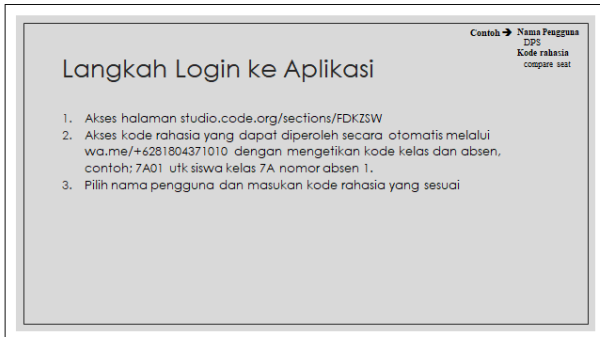 Contoh ➔ Nama Pengguna
DPS
Kode rahasia
compare seat
Langkah Login ke Aplikasi
1. Akses halaman studio.code.org/sections/FDKZSW
2. Akses kode rahasia yang dapat diperoleh secara otomatis melalui
wa.me/+6281804371010 dengan mengetikan kode kelas dan absen,
contoh; 7A01 utk siswa kelas 7A nomor absen 1.
3. Pilih nama pengguna dan masukan kode rahasia yang sesuai